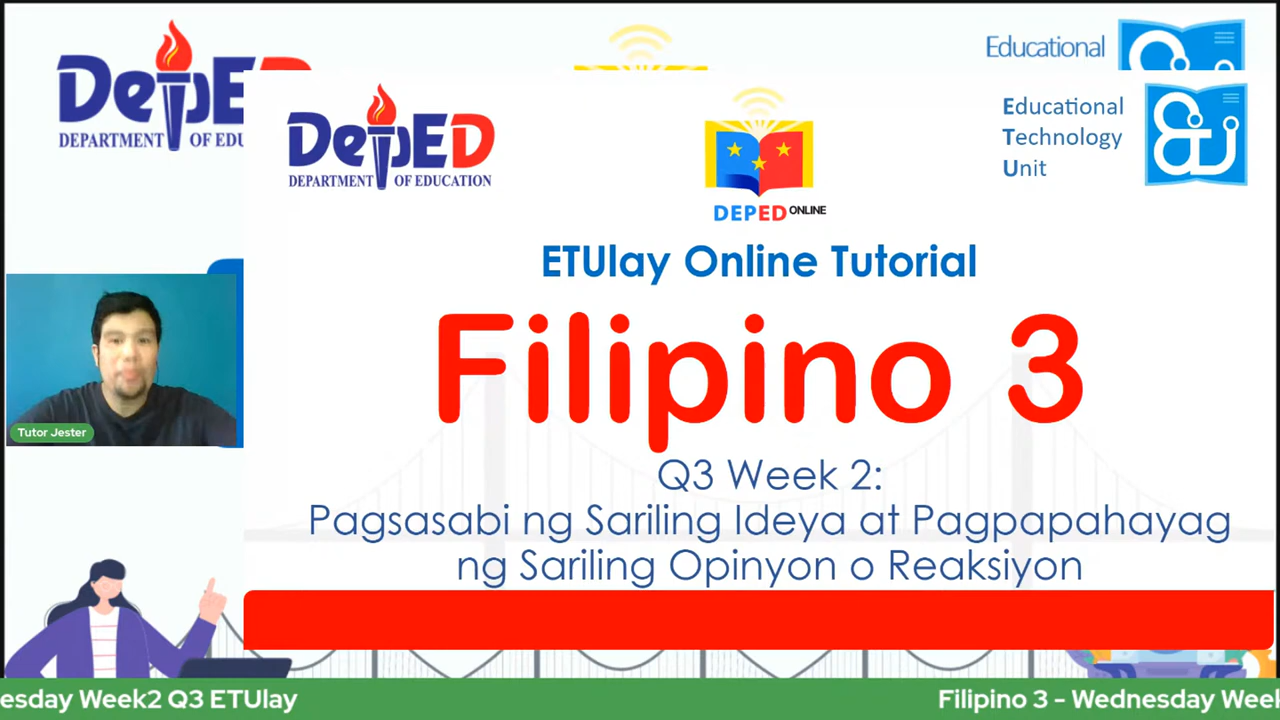 DepED
DEPARTMENT OF EDU
Educational
DepED
DEPARTMENT OF EDUCATION
DEPED ONLINE
Educational
Technology
Unit
ETUlay Online Tutorial
Filipino 3
Q3 Week 2:
Pagsasabi ng Sariling Ideya at Pagpapahayag
ng Sariling Opinyon o Reaksiyon
Tutor Jester
esday Week2 Q3 ETUlay
Filipino 3 - Wednesday Week